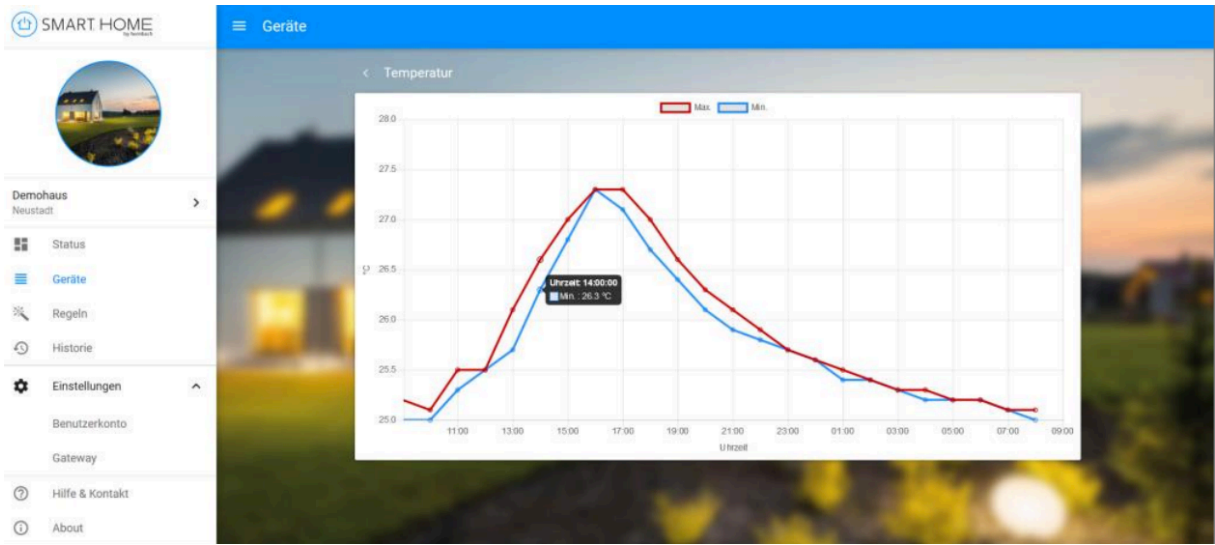 SMART HOME
by hornbach
Demohaus
Neustadt
Status
Geräte
Regeln
Historie
Einstellungen
Benutzerkonto
Gateway
Hilfe & Kontakt
About
Geräte
Temperatur
Max. Min.
28.0
27.5
27.0
26.5
26.0
25.5
25.0
°C
Uhrzeit: 14:00:00
Min. : 26.3 °C
11:00 13:00 15:00 17:00 19:00 21:00 23:00 01:00 03:00 05:00 07:00 09:00
Uhrzeit